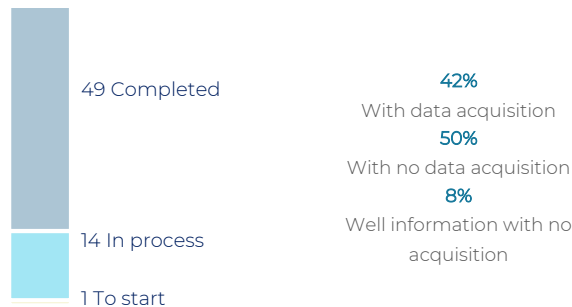 49 Completed
14 In process
1 To start
42%
With data acquisition
50%
With no data acquisition
8%
Well information with no
acquisition